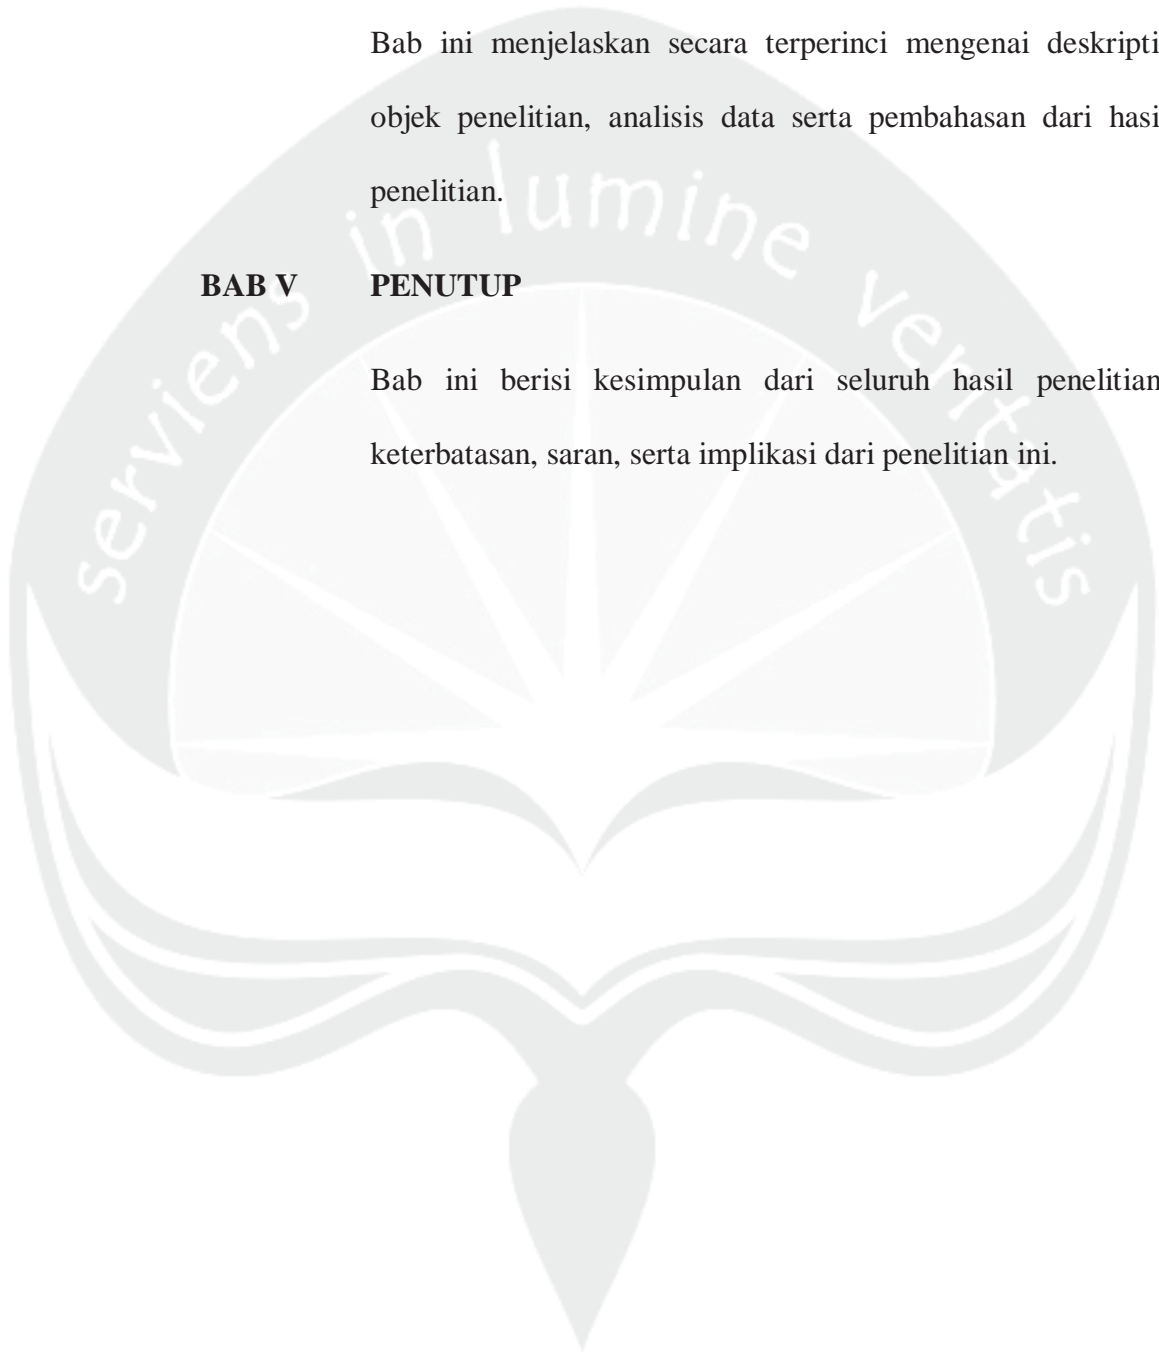 Bab ini menjelaskan secara terperinci mengenai deskripti
objek penelitian, analisis data serta pembahasan dari hasi
penelitian.
serviens in lumine veritatis
BAB V PENUTUP
Bab ini berisi kesimpulan dari seluruh hasil penelitian
keterbatasan, saran, serta implikasi dari penelitian ini.